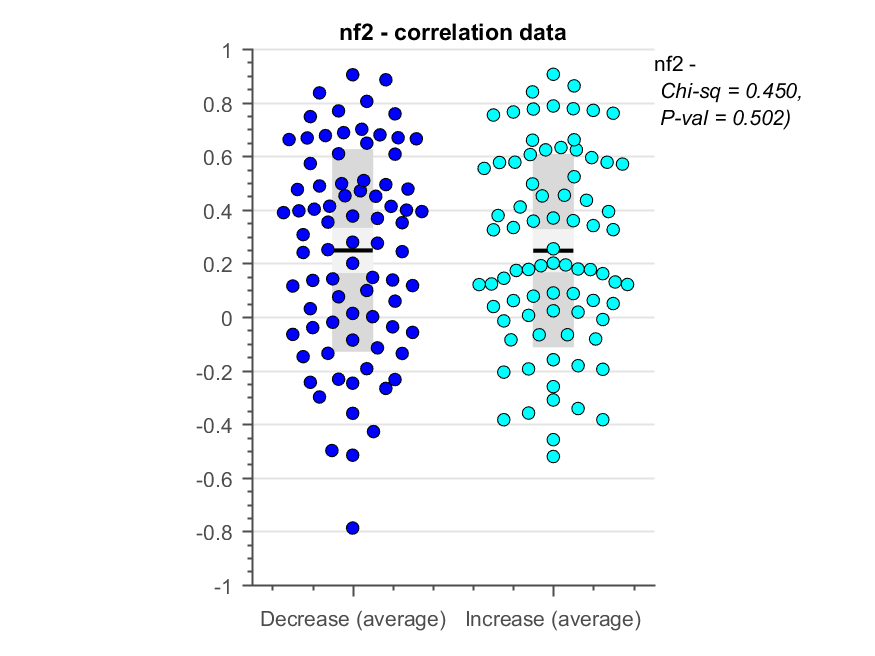 nf2 - correlation data
nf2 -
Chi-sq = 0.450,
P-val = 0.502)
1
0.8
0.6
0.4
0.2
0
-0.2
-0.4
-0.6
-0.8
-1
Decrease (average)
Increase (average)